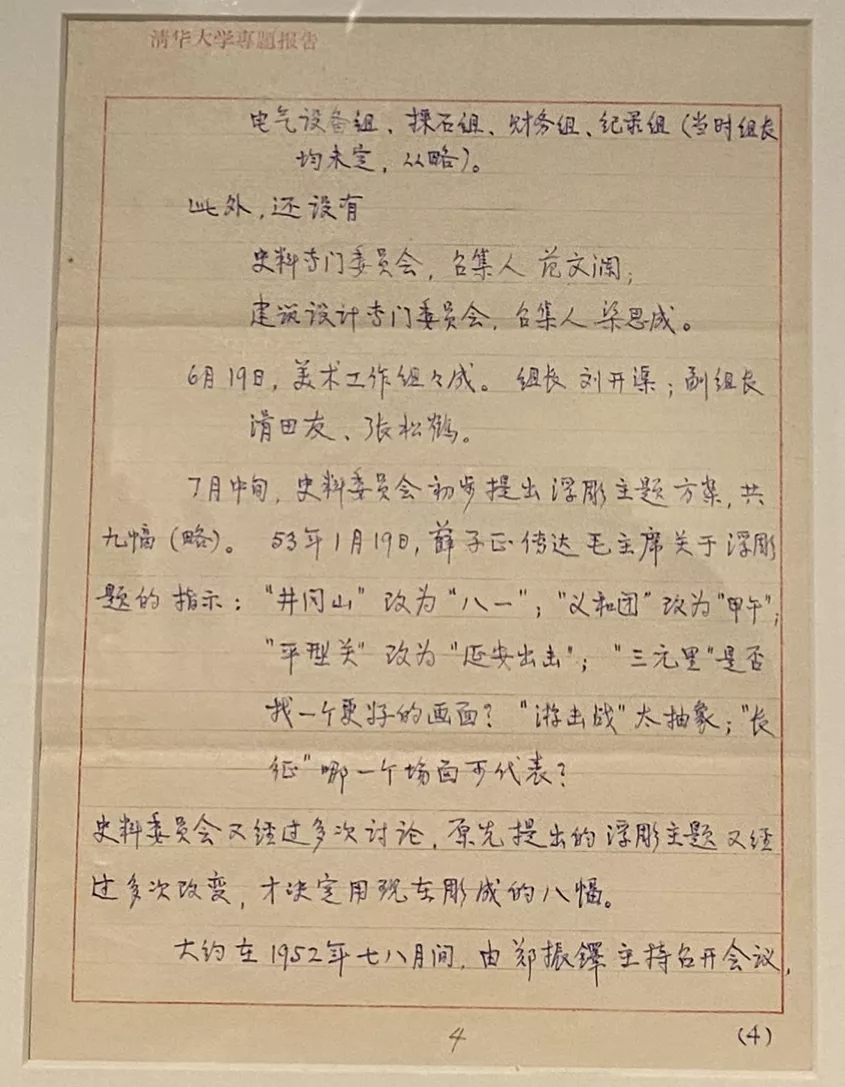 清华大学専題报告
电气设备组、採石组、财务组、纪录组(当时组长
均未定,从略)。
此外,还设有
史料专门委员会,召集人 范文澜;
建筑设计专门委员会,召集人 梁思成。
6月19日,美术工作组々成。 组长 刘开渠;副组长
滑田友、张松鹤。
7月中旬,史料委员会初步提出浮彫主题方案,共
九幅(略)。 53年1月19日,薛子正传达毛主席关于浮彫
题的指示:"井冈山"改为"八一";"义和团"改为"甲午";
"平型关"改为"延安出击";"三元里"是否
找一个更好的画面?"游击战"太抽象;"长
征"哪一个场面可代表?
史料委员会又经过多次讨论,原先提出的浮彫主题又经
过多次改变,才决定用现在彫成的八幅。
大约在1952年七八月间,由郑振铎主持召开会议,
4
(4)